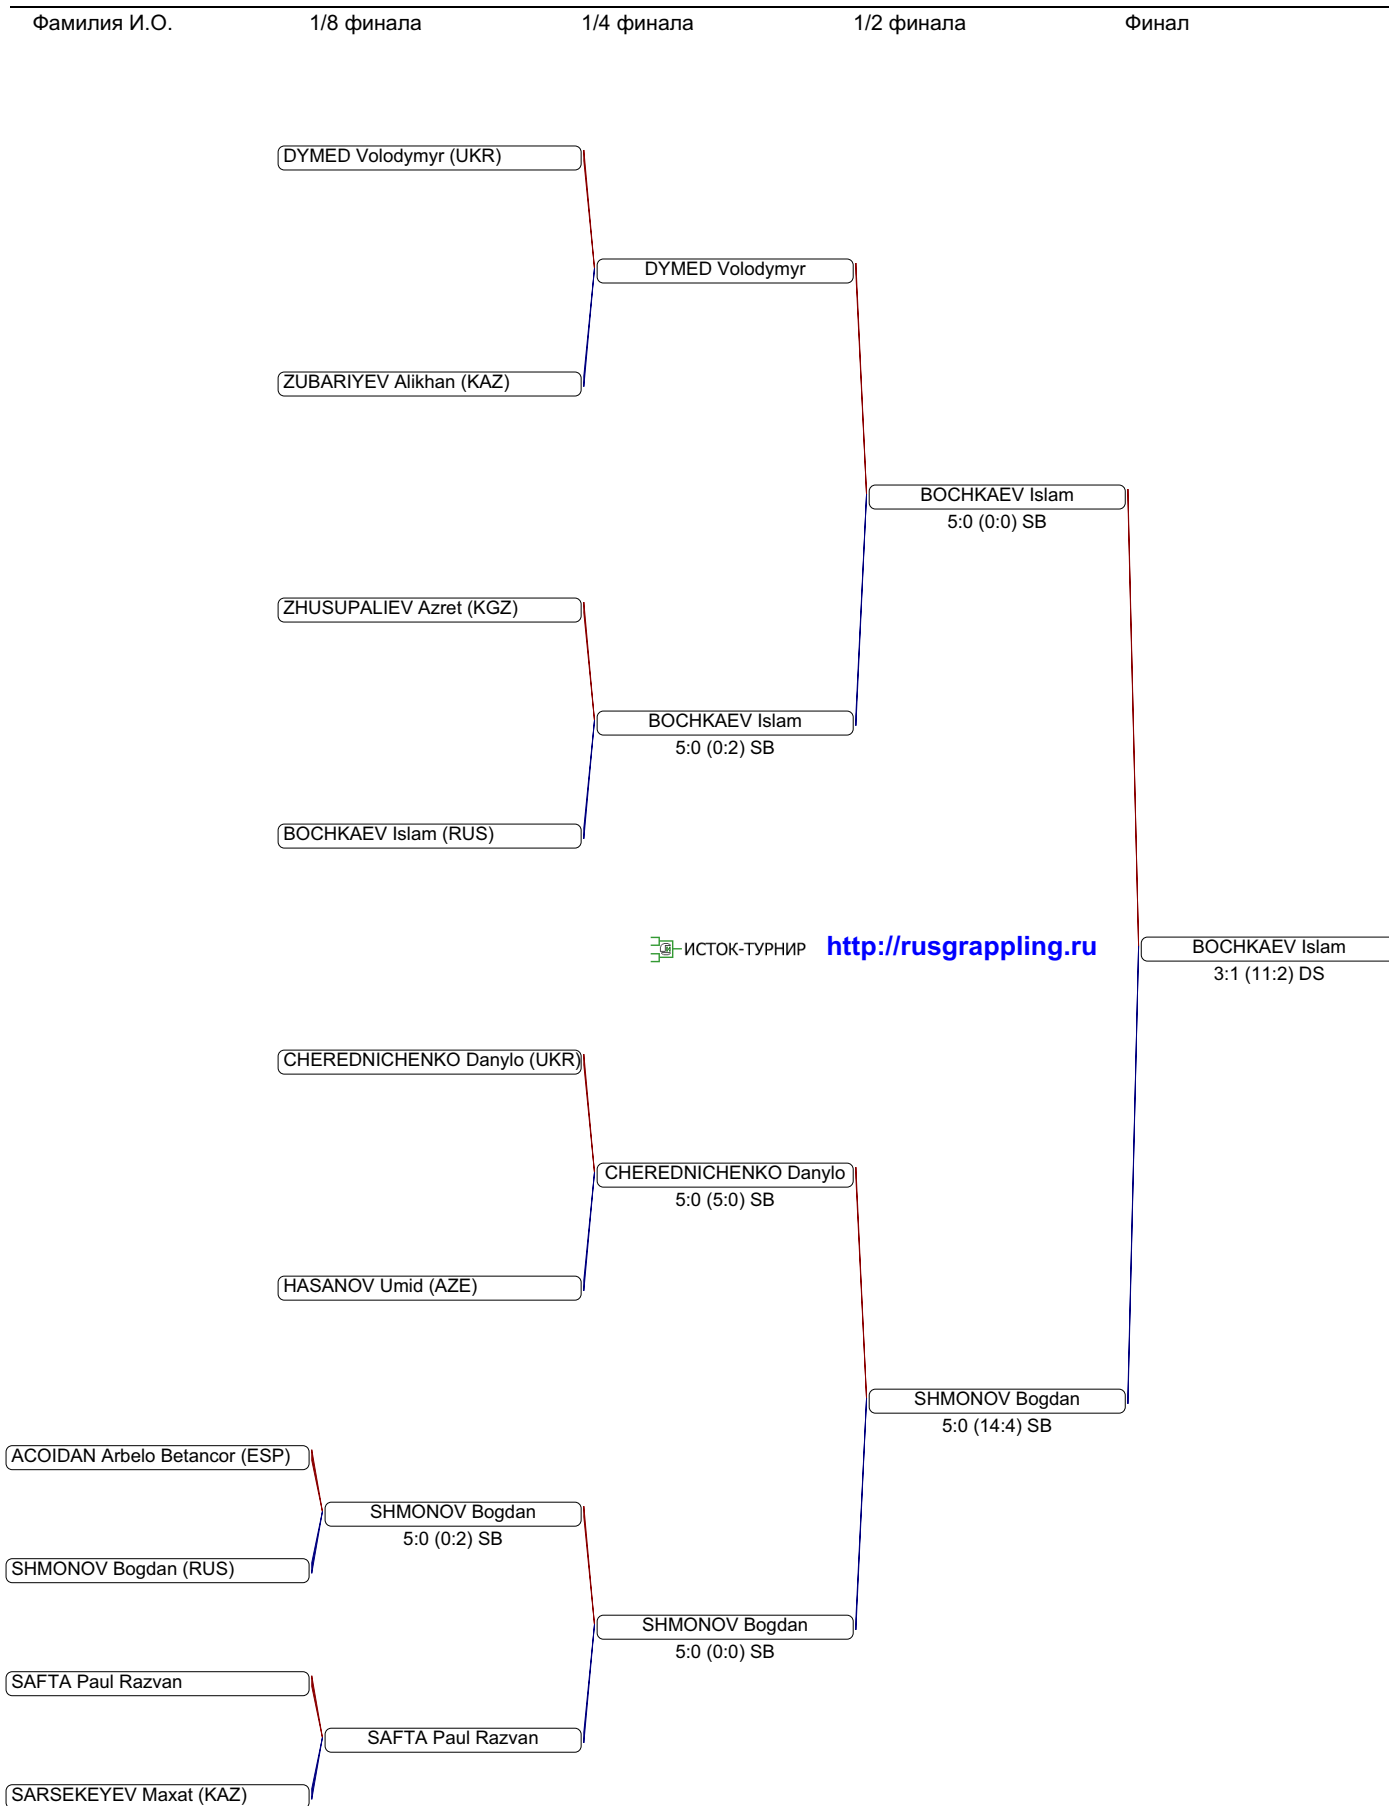 Фамилия И.О. 1/8 финала 1/4 финала 1/2 финала Финал
DYMED Volodymyr (UKR)
DYMED Volodymyr
ZUBARIYEV Alikhan (KAZ)
BOCHKAEV Islam
5:0 (0:0) SB
ZHUSUPALIEV Azret (KGZ)
BOCHKAEV Islam
5:0 (0:2) SB
BOCHKAEV Islam (RUS)
ИСТОК-ТУРНИР http://rusgrappling.ru
BOCHKAEV Islam
3:1 (11:2) DS
CHEREDNICHENKO Danylo (UKR)
CHEREDNICHENKO Danylo
5:0 (5:0) SB
HASANOV Umid (AZE)
SHMONOV Bogdan
5:0 (14:4) SB
ACOIDAN Arbelo Betancor (ESP)
SHMONOV Bogdan
5:0 (0:2) SB
SHMONOV Bogdan (RUS)
SHMONOV Bogdan
5:0 (0:0) SB
SAFTA Paul Razvan
SAFTA Paul Razvan
SARSEKEYEV Maxat (KAZ)